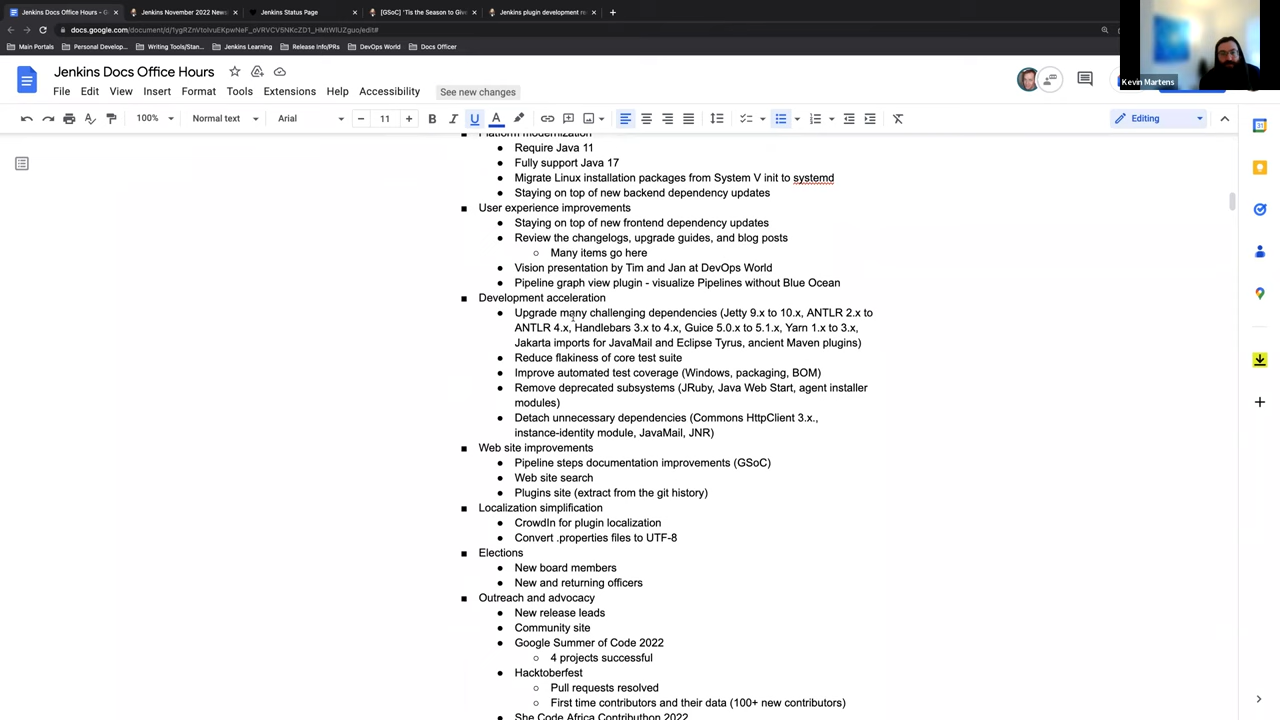 Jenkins Docs Office Hours - G
Jenkins November 2022 News
Jenkins Status Page
[GSoC] 'Tis the Season to Give
Jenkins plugin development re
docs.google.com
Main Portals
Personal Develop...
Writing Tools/Stan...
Jenkins Learning
Release Info/PRs
DevOps World
Docs Officer
Kevin Martens
Jenkins Docs Office Hours
File Edit View Insert Format Tools Extensions Help Accessibility
See new changes
100% Normal text Arial 11 Editing
Platform modernization
Require Java 11
Fully support Java 17
Migrate Linux installation packages from System V init to systemd
Staying on top of new backend dependency updates
User experience improvements
Staying on top of new frontend dependency updates
Review the changelogs, upgrade guides, and blog posts
Many items go here
Vision presentation by Tim and Jan at DevOps World
Pipeline graph view plugin - visualize Pipelines without Blue Ocean
Development acceleration
Upgrade many challenging dependencies (Jetty 9.x to 10.x, ANTLR 2.x to
ANTLR 4.x, Handlebars 3.x to 4.x, Guice 5.0.x to 5.1.x, Yarn 1.x to 3.x,
Jakarta imports for JavaMail and Eclipse Tyrus, ancient Maven plugins)
Reduce flakiness of core test suite
Improve automated test coverage (Windows, packaging, BOM)
Remove deprecated subsystems (JRuby, Java Web Start, agent installer
modules)
Detach unnecessary dependencies (Commons HttpClient 3.x.,
instance-identity module, JavaMail, JNR)
Web site improvements
Pipeline steps documentation improvements (GSoC)
Web site search
Plugins site (extract from the git history)
Localization simplification
CrowdIn for plugin localization
Convert .properties files to UTF-8
Elections
New board members
New and returning officers
Outreach and advocacy
New release leads
Community site
Google Summer of Code 2022
4 projects successful
Hacktoberfest
Pull requests resolved
First time contributors and their data (100+ new contributors)
She Code Africa Contributhon 2022